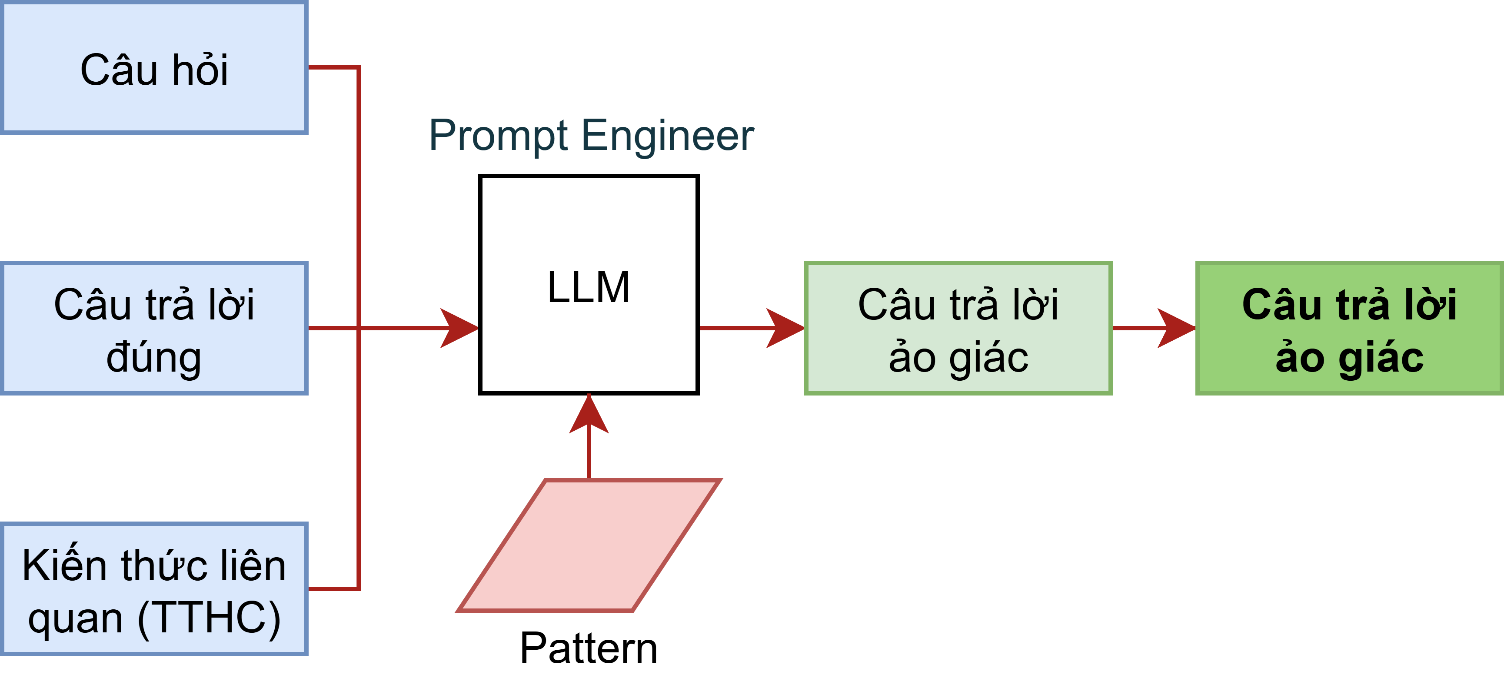 Câu hỏi
Prompt Engineer
LLM
Câu trả lời
đúng
Câu trả lời
ảo giác
Câu trả lời
ảo giác
Kiến thức liên
quan (TTHC)
Pattern